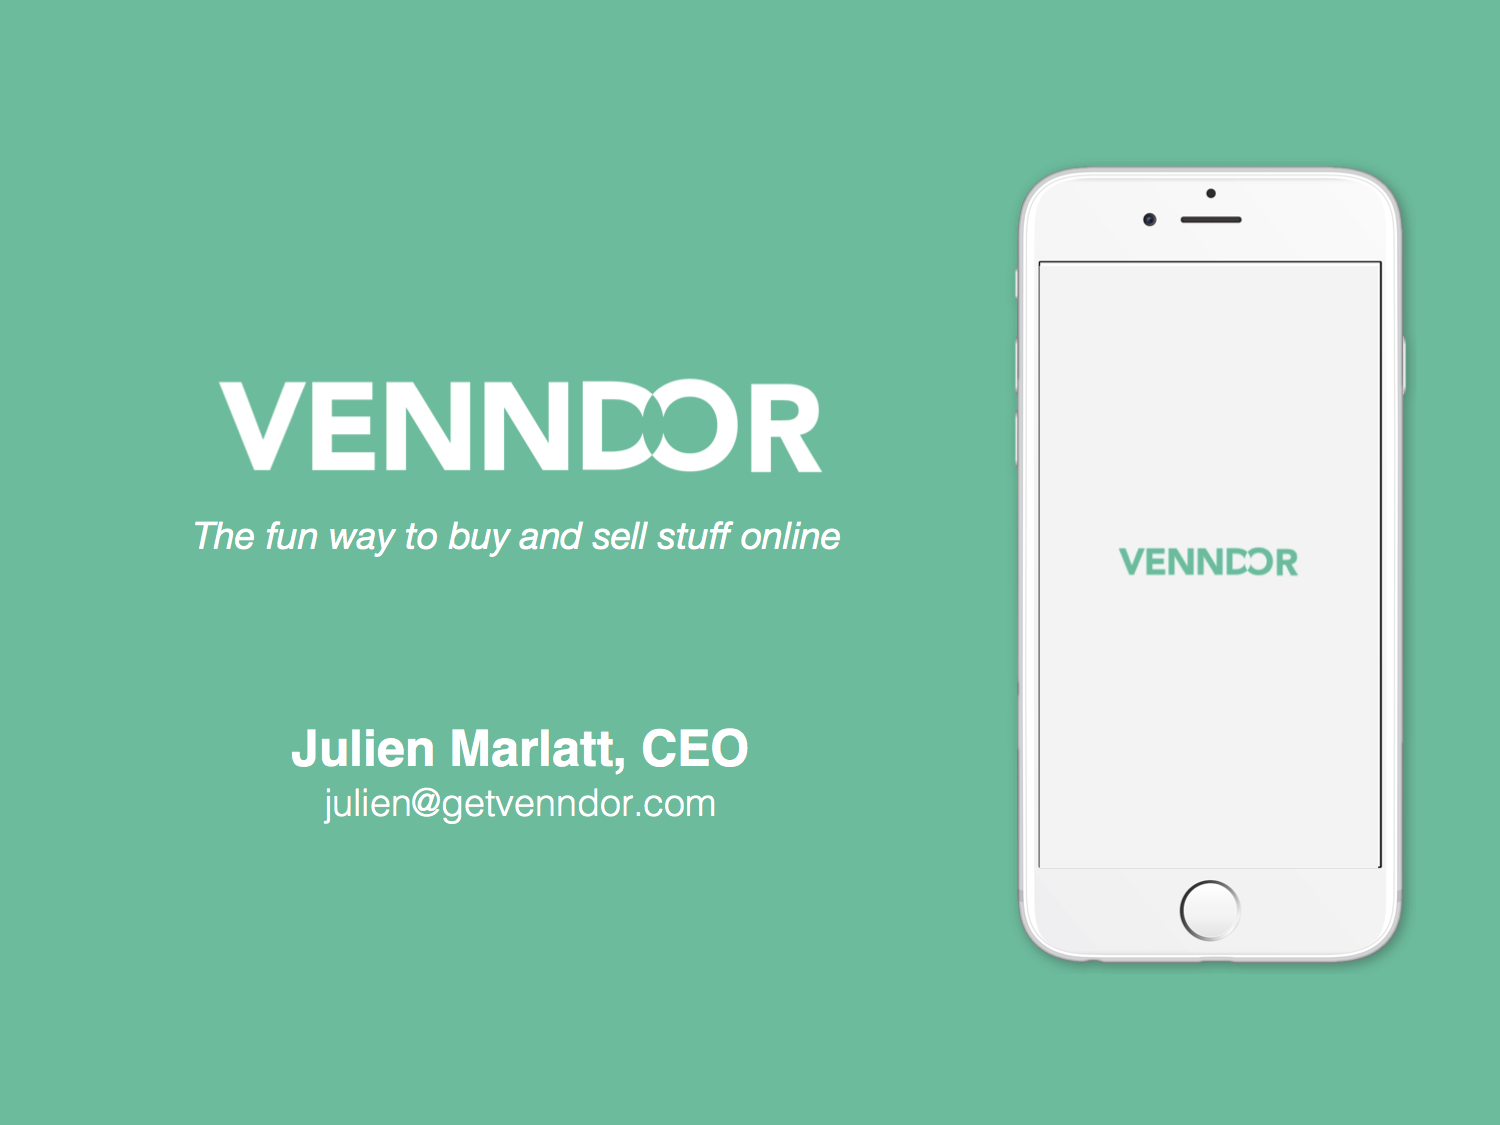 VENNDOR
The fun way to buy and sell stuff online
Julien Marlatt, CEO
julien@getvenndor.com
VENNDOR